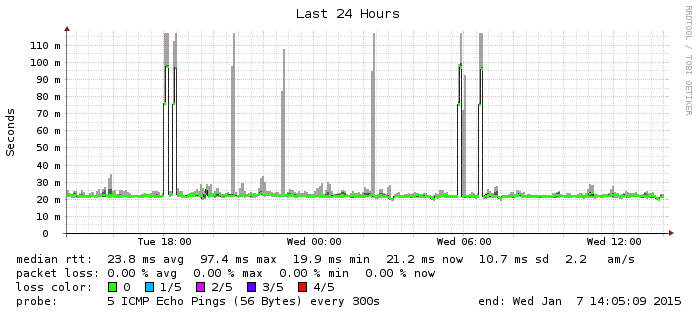 Last 24 Hours
RRDTOOL / TOBI OETIKER
Seconds
110 m
100 m
90 m
80 m
70 m
60 m
50 m
40 m
30 m
20 m
10 m
0
Tue 18:00 Wed 00:00 Wed 06:00 Wed 12:00
median rtt: 23.8 ms avg 97.4 ms max 19.9 ms min 21.2 ms now 10.7 ms sd 2.2 am/s
packet loss: 0.00 % avg 0.00 % max 0.00 % min 0.00 % now
loss color: 0 1/5 2/5 3/5 4/5
probe: 5 ICMP Echo Pings (56 Bytes) every 300s end: Wed Jan 7 14:05:09 2015